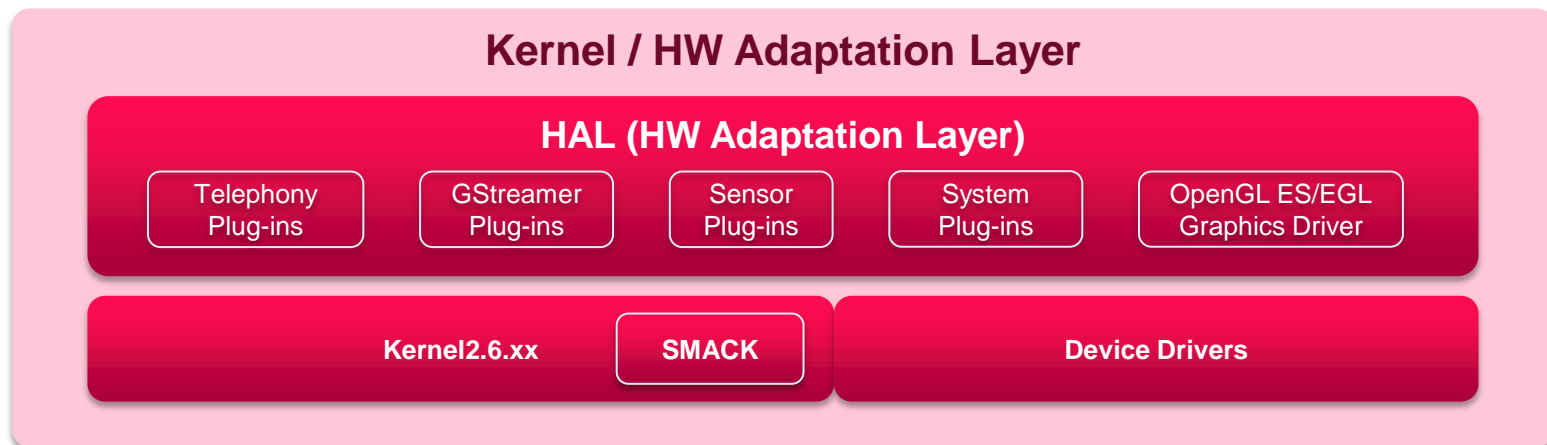 Kernel / HW Adaptation Layer
HAL (HW Adaptation Layer)
Telephony
Plug-ins
GStreamer
Plug-ins
Sensor
Plug-ins
System
Plug-ins
OpenGL ES/EGL
Graphics Driver
Kernel2.6.xx
SMACK
Device Drivers